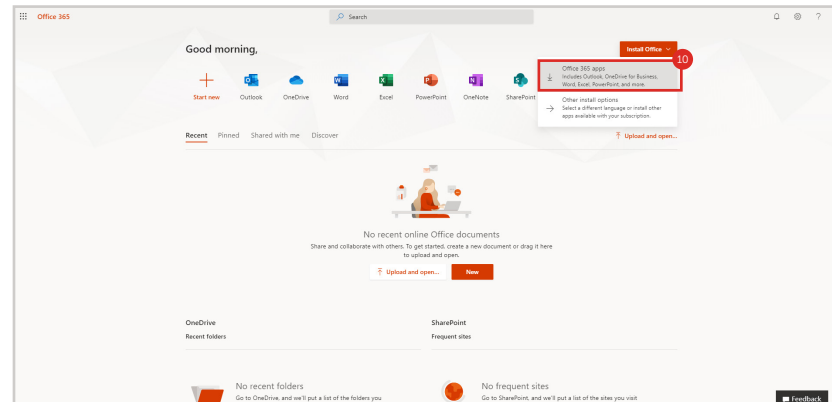 Office 365
Search
?
Good morning,
Install Office
10
Office 365 apps
Includes Outlook, OneDrive for Business,
Word, Excel, PowerPoint, and more.
Other install options
Select a different language or install other
apps available with your subscription.
Start new Outlook OneDrive Word Excel PowerPoint OneNote SharePoint
Recent Pinned Shared with me Discover
Upload and open...
No recent online Office documents
Share and collaborate with others. To get started, create a new document or drag it here
to upload and open.
Upload and open... New
OneDrive
Recent folders
SharePoint
Frequent sites
No recent folders
Go to OneDrive, and we'll put a list of the folders you
No frequent sites
Go to SharePoint, and we'll put a list of the sites you visit
Feedback